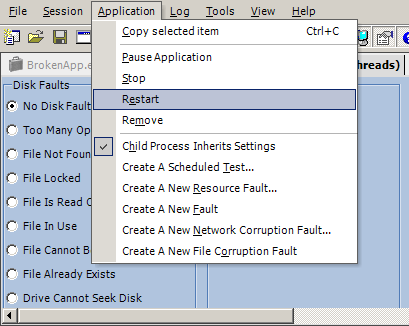 File Session Application Log Tools View Help
BrokenApp.e
hreads)
Copy selected item Ctrl+C
Pause Application
Stop
Restart
Remove
Child Process Inherits Settings
Create A Scheduled Test...
Create A New Resource Fault...
Create A New Fault
Create A New Network Corruption Fault...
Create A New File Corruption Fault
Disk Faults
No Disk Fault
Too Many Op
File Not Foun
File Locked
File Is Read O
File In Use
File Cannot B
File Already Exists
Drive Cannot Seek Disk